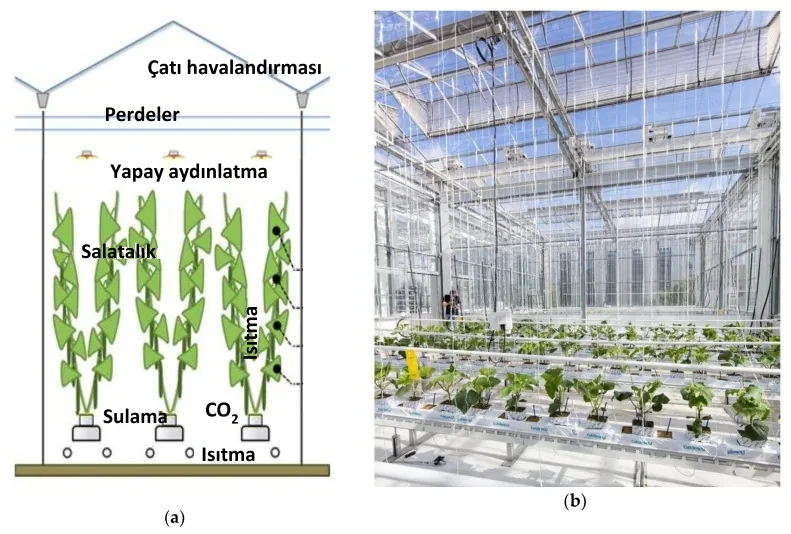 Çatı havalandırması
Perdeler
Yapay aydınlatma
Salatalık
Isıtma
Sulama
CO2
Isıtma
(a)
(b)